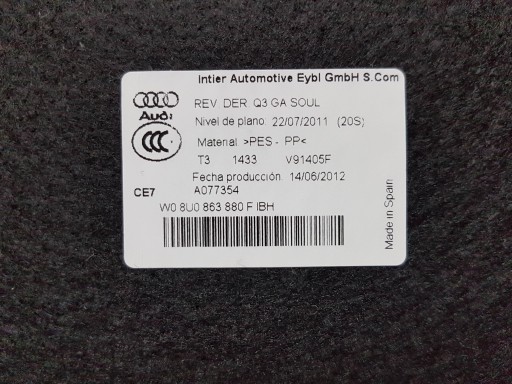 Intier Automotive Eybl GmbH S.Com
REV DER Q3 GA SOUL
Audi
Nivel de plano 22/07/2011 (20S)
CCC
Material >PES - PP<
T3 1433 V91405F
Fecha producción 14/06/2012
CE7 A077354
W0 8U0 863 880 F IBH
Made in Spain